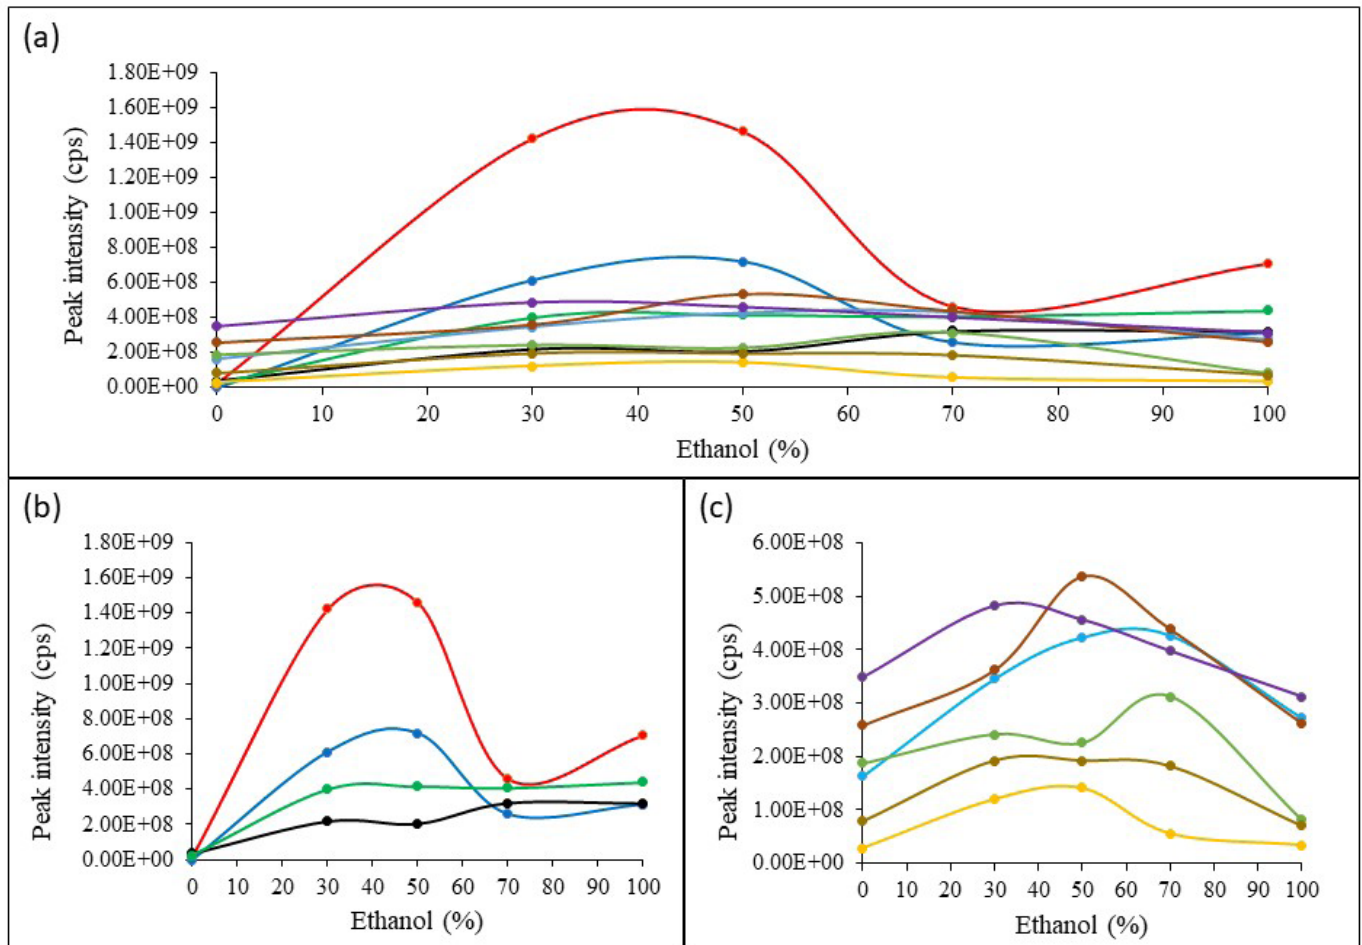 (a)
1.80E+09
1.60E+09
1.40E+09
1.20E+09
1.00E+09
8.00E+08
6.00E+08
4.00E+08
2.00E+08
0.00E+00
Peak intensity (cps)
0 10 20 30 40 50 60 70 80 90 100
Ethanol (%)
(b)
1.80E+09
1.60E+09
1.40E+09
1.20E+09
1.00E+09
8.00E+08
6.00E+08
4.00E+08
2.00E+08
0.00E+00
Peak intensity (cps)
0 10 20 30 40 50 60 70 80 90 100
Ethanol (%)
(c)
6.00E+08
5.00E+08
4.00E+08
3.00E+08
2.00E+08
1.00E+08
0.00E+00
Peak intensity (cps)
0 10 20 30 40 50 60 70 80 90 100
Ethanol (%)